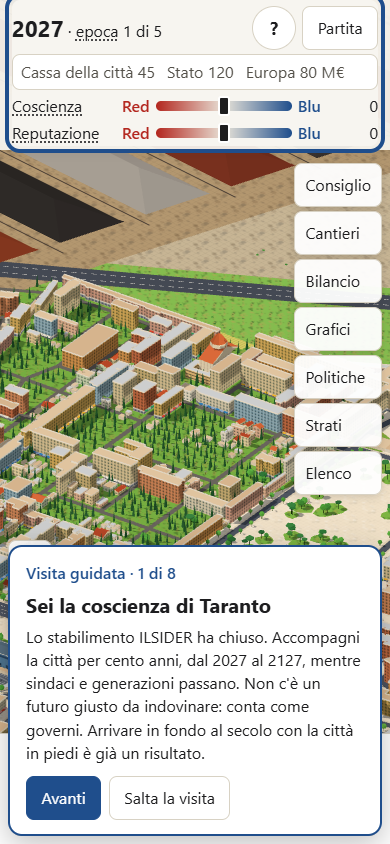 2027 · epoca 1 di 5
?
Partita
Cassa della città 45 Stato 120 Europa 80 M€
Coscienza Red Blu 0
Reputazione Red Blu 0
Consiglio
Cantieri
Bilancio
Grafici
Politiche
Strati
Elenco
Visita guidata · 1 di 8
Sei la coscienza di Taranto
Lo stabilimento ILSIDER ha chiuso. Accompagni
la città per cento anni, dal 2027 al 2127, mentre
sindaci e generazioni passano. Non c'è un
futuro giusto da indovinare: conta come
governi. Arrivare in fondo al secolo con la città
in piedi è già un risultato.
Avanti
Salta la visita